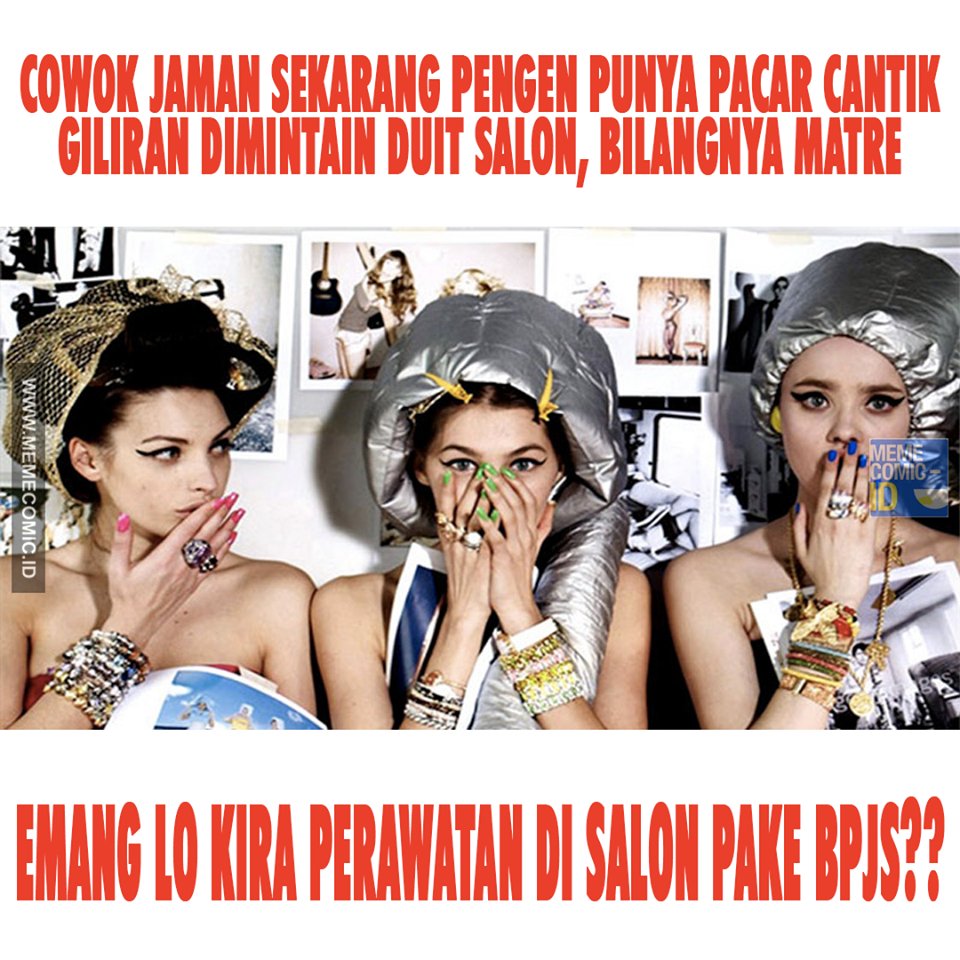 COWOK JAMAN SEKARANG PENGEN PUNYA PACAR CANTIK
GILIRAN DIMINTAIN DUIT SALON, BILANGNYA MATRE
WWW.MEMECOMIC.ID
MEME
COMIC
ID
EMANG LO KIRA PERAWATAN DI SALON PAKE BPJS??